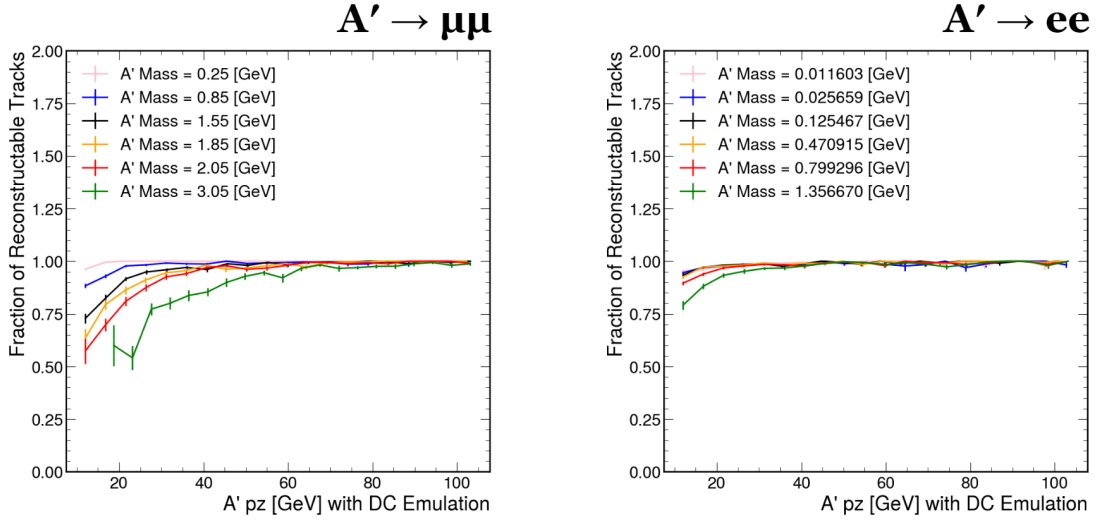 A′ → μμ
2.00
1.75
1.50
1.25
1.00
0.75
0.50
0.25
0.00
Fraction of Reconstructable Tracks
A' Mass = 0.25 [GeV]
A' Mass = 0.85 [GeV]
A' Mass = 1.55 [GeV]
A' Mass = 1.85 [GeV]
A' Mass = 2.05 [GeV]
A' Mass = 3.05 [GeV]
20 40 60 80 100
A' pz [GeV] with DC Emulation
A′ → ee
2.00
1.75
1.50
1.25
1.00
0.75
0.50
0.25
0.00
Fraction of Reconstructable Tracks
A' Mass = 0.011603 [GeV]
A' Mass = 0.025659 [GeV]
A' Mass = 0.125467 [GeV]
A' Mass = 0.470915 [GeV]
A' Mass = 0.799296 [GeV]
A' Mass = 1.356670 [GeV]
20 40 60 80 100
A' pz [GeV] with DC Emulation